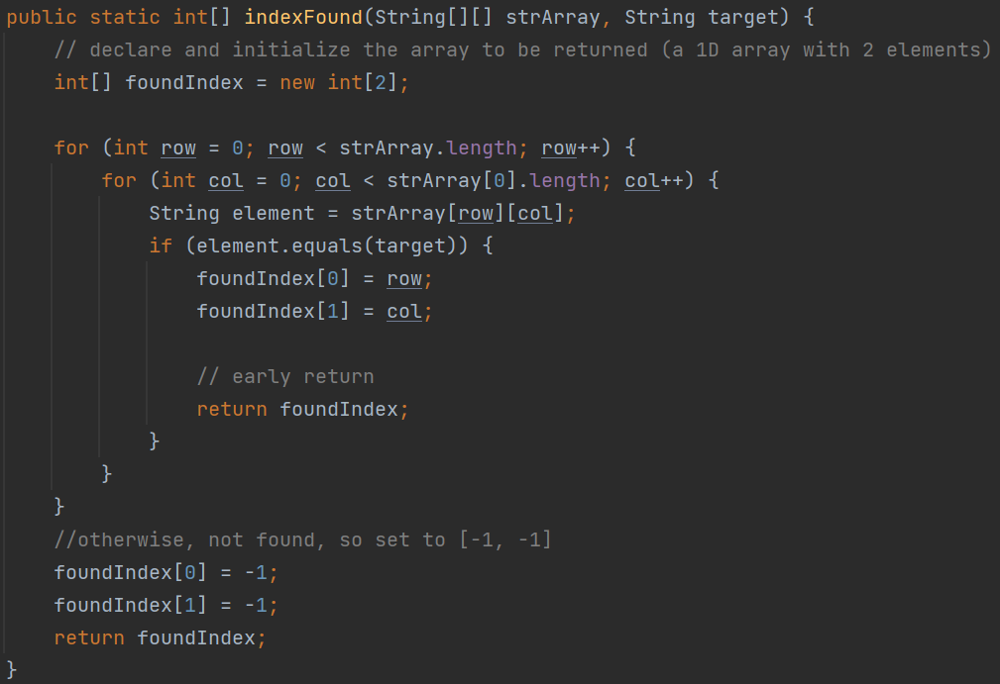 public static int[] indexFound(String[][] strArray, String target) {
    // declare and initialize the array to be returned (a 1D array with 2 elements)
    int[] foundIndex = new int[2];

    for (int row = 0; row < strArray.length; row++) {
        for (int col = 0; col < strArray[0].length; col++) {
            String element = strArray[row][col];
            if (element.equals(target)) {
                foundIndex[0] = row;
                foundIndex[1] = col;

                // early return
                return foundIndex;
            }
        }
    }
    //otherwise, not found, so set to [-1, -1]
    foundIndex[0] = -1;
    foundIndex[1] = -1;
    return foundIndex;
}